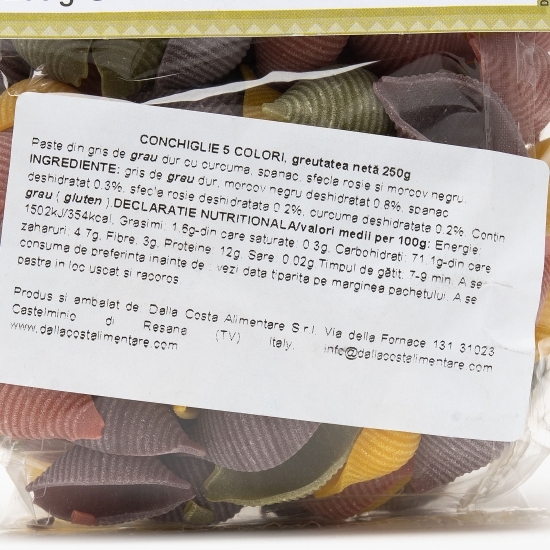 CONCHIGLIE 5 COLORI, greutatea netă 250g
Paste din gris de grau dur cu curcuma, spanac, sfecla rosie si morcov negru.
INGREDIENTE: gris de grau dur, morcov negru deshidratat 0.8%, spanac
deshidratat 0.3%, sfecla rosie deshidratata 0.2%, curcuma deshidratata 0.2%. Contin
grau ( gluten ).DECLARATIE NUTRITIONALA/valori medii per 100g: Energie:
1502kJ/354kcal, Grasimi: 1.6g-din care saturate: 0.3g, Carbohidrati: 71.1g-din care
zaharuri: 4.7g, Fibre: 3g, Proteine: 12g, Sare: 0.02g Timpul de gătit: 7-9 min. A se
consuma de preferinta inainte de : vezi data tiparita pe marginea pachetului. A se
pastra in loc uscat si racoros.
Produs si ambalat de Dalla Costa Alimentare S.r.l. Via della Fornace 131 31023
Castelminio di Resana (TV) Italy. info@dallacostalimentare.com
www.dallacostalimentare.com